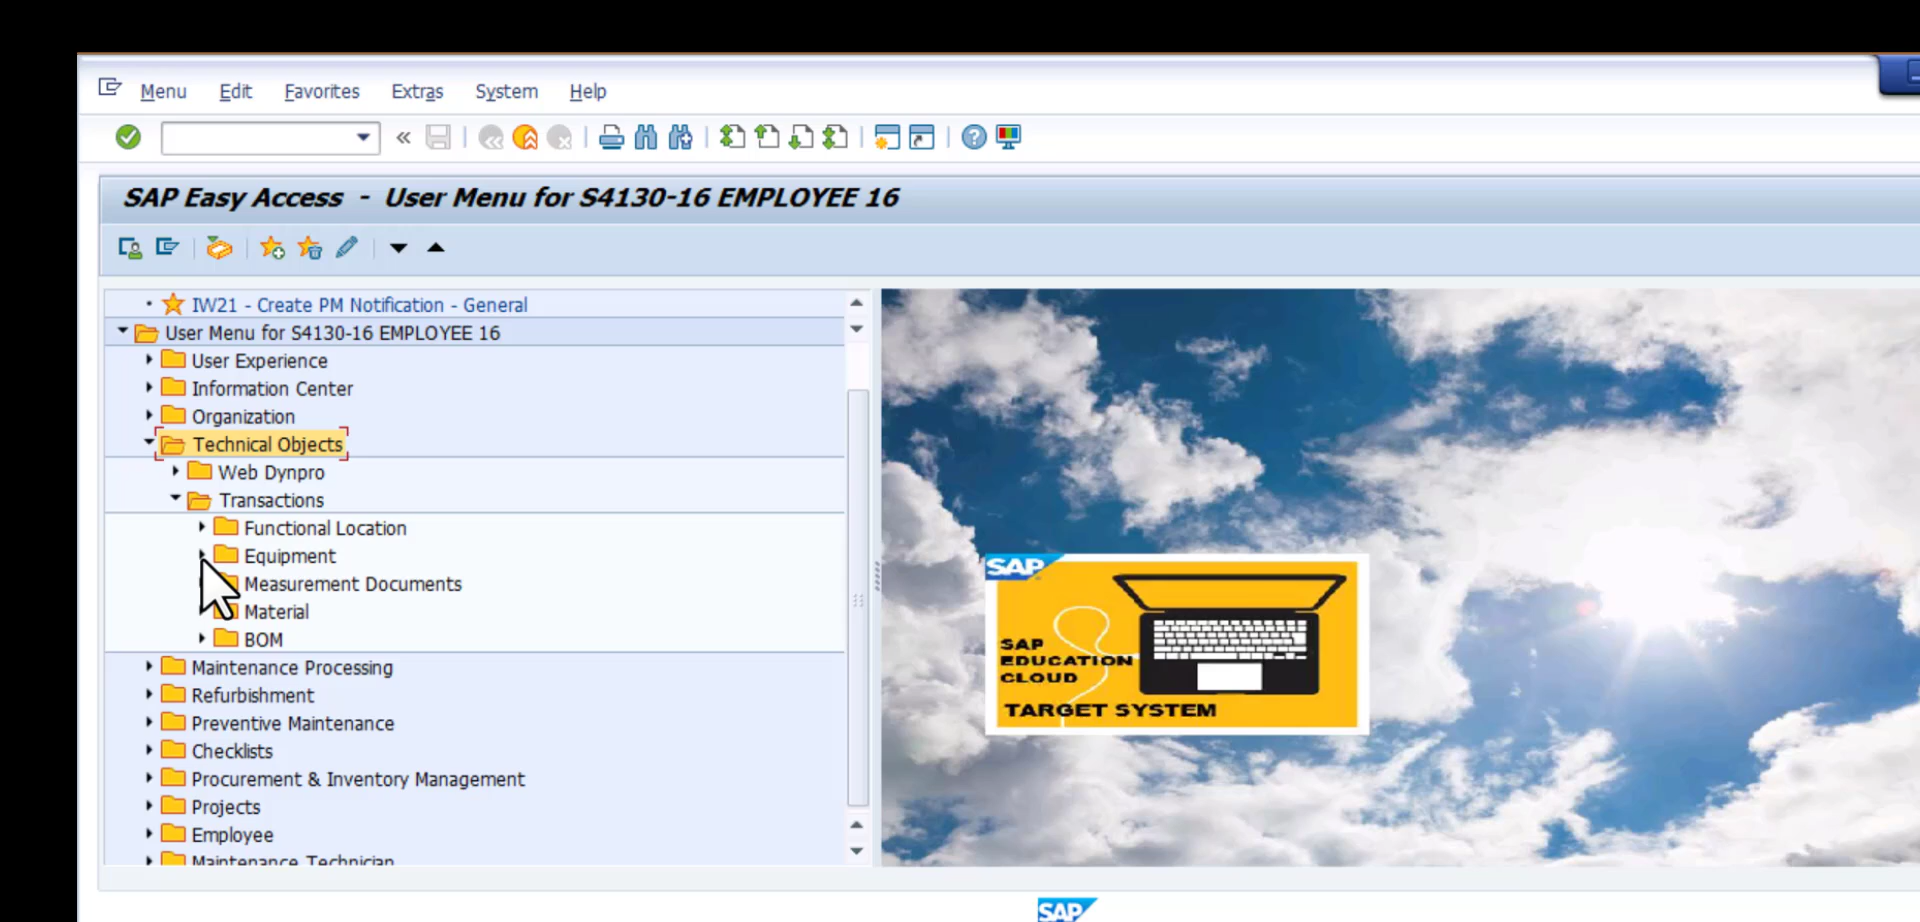 Menu Edit Favorites Extras System Help
SAP Easy Access - User Menu for S4130-16 EMPLOYEE 16
IW21 - Create PM Notification - General
User Menu for S4130-16 EMPLOYEE 16
User Experience
Information Center
Organization
Technical Objects
Web Dynpro
Transactions
Functional Location
Equipment
Measurement Documents
Material
BOM
Maintenance Processing
Refurbishment
Preventive Maintenance
Checklists
Procurement & Inventory Management
Projects
Employee
Maintenance Technician
SAP
SAP
EDUCATION
CLOUD
TARGET SYSTEM
SAP